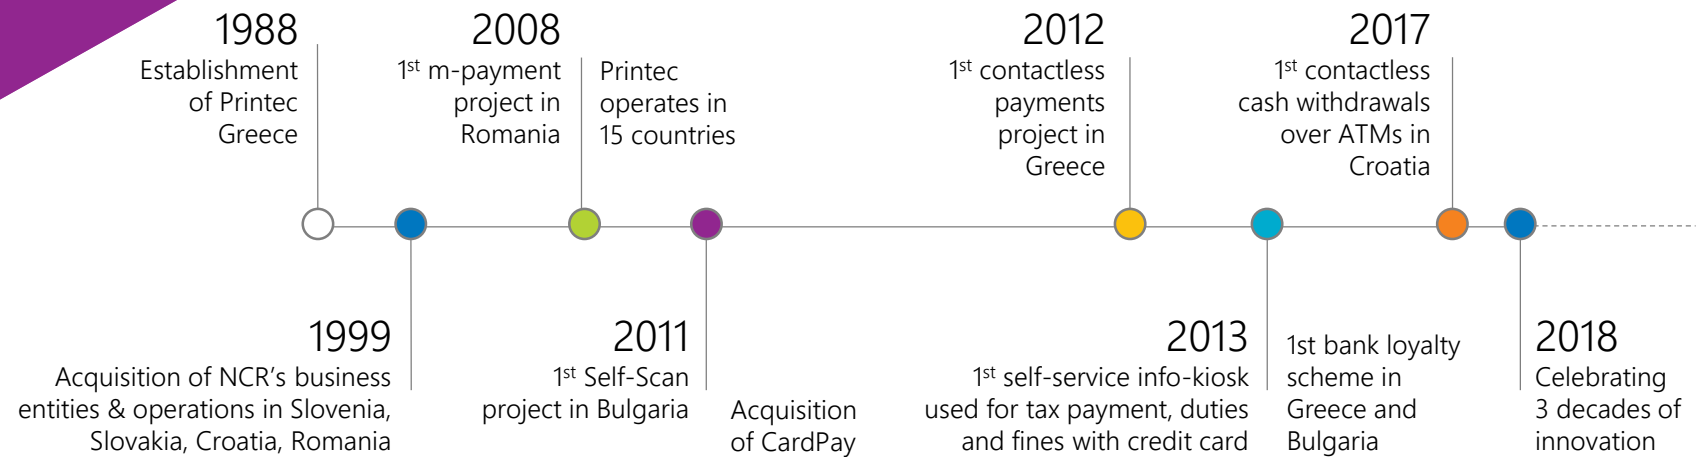 1988
Establishment
of Printec
Greece
2008
1st m-payment
project in
Romania
Printec
operates in
15 countries
2012
1st contactless
payments
project in
Greece
2017
1st contactless
cash withdrawals
over ATMs in
Croatia
1999
Acquisition of NCR’s business
entities & operations in Slovenia,
Slovakia, Croatia, Romania
2011
1st Self-Scan
project in Bulgaria
Acquisition
of CardPay
2013
1st self-service info-kiosk
used for tax payment, duties
and fines with credit card
1st bank loyalty
scheme in
Greece and
Bulgaria
2018
Celebrating
3 decades of
innovation